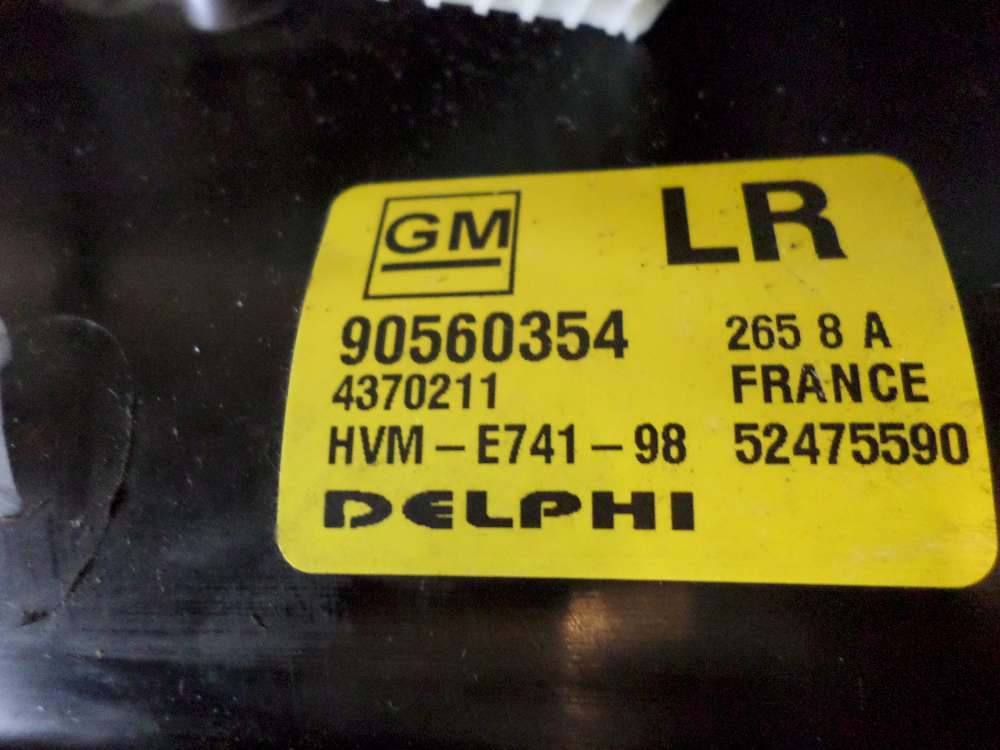 GM LR
90560354 265 8 A
4370211 FRANCE
HVM - E741 - 98 52475590
DELPHI